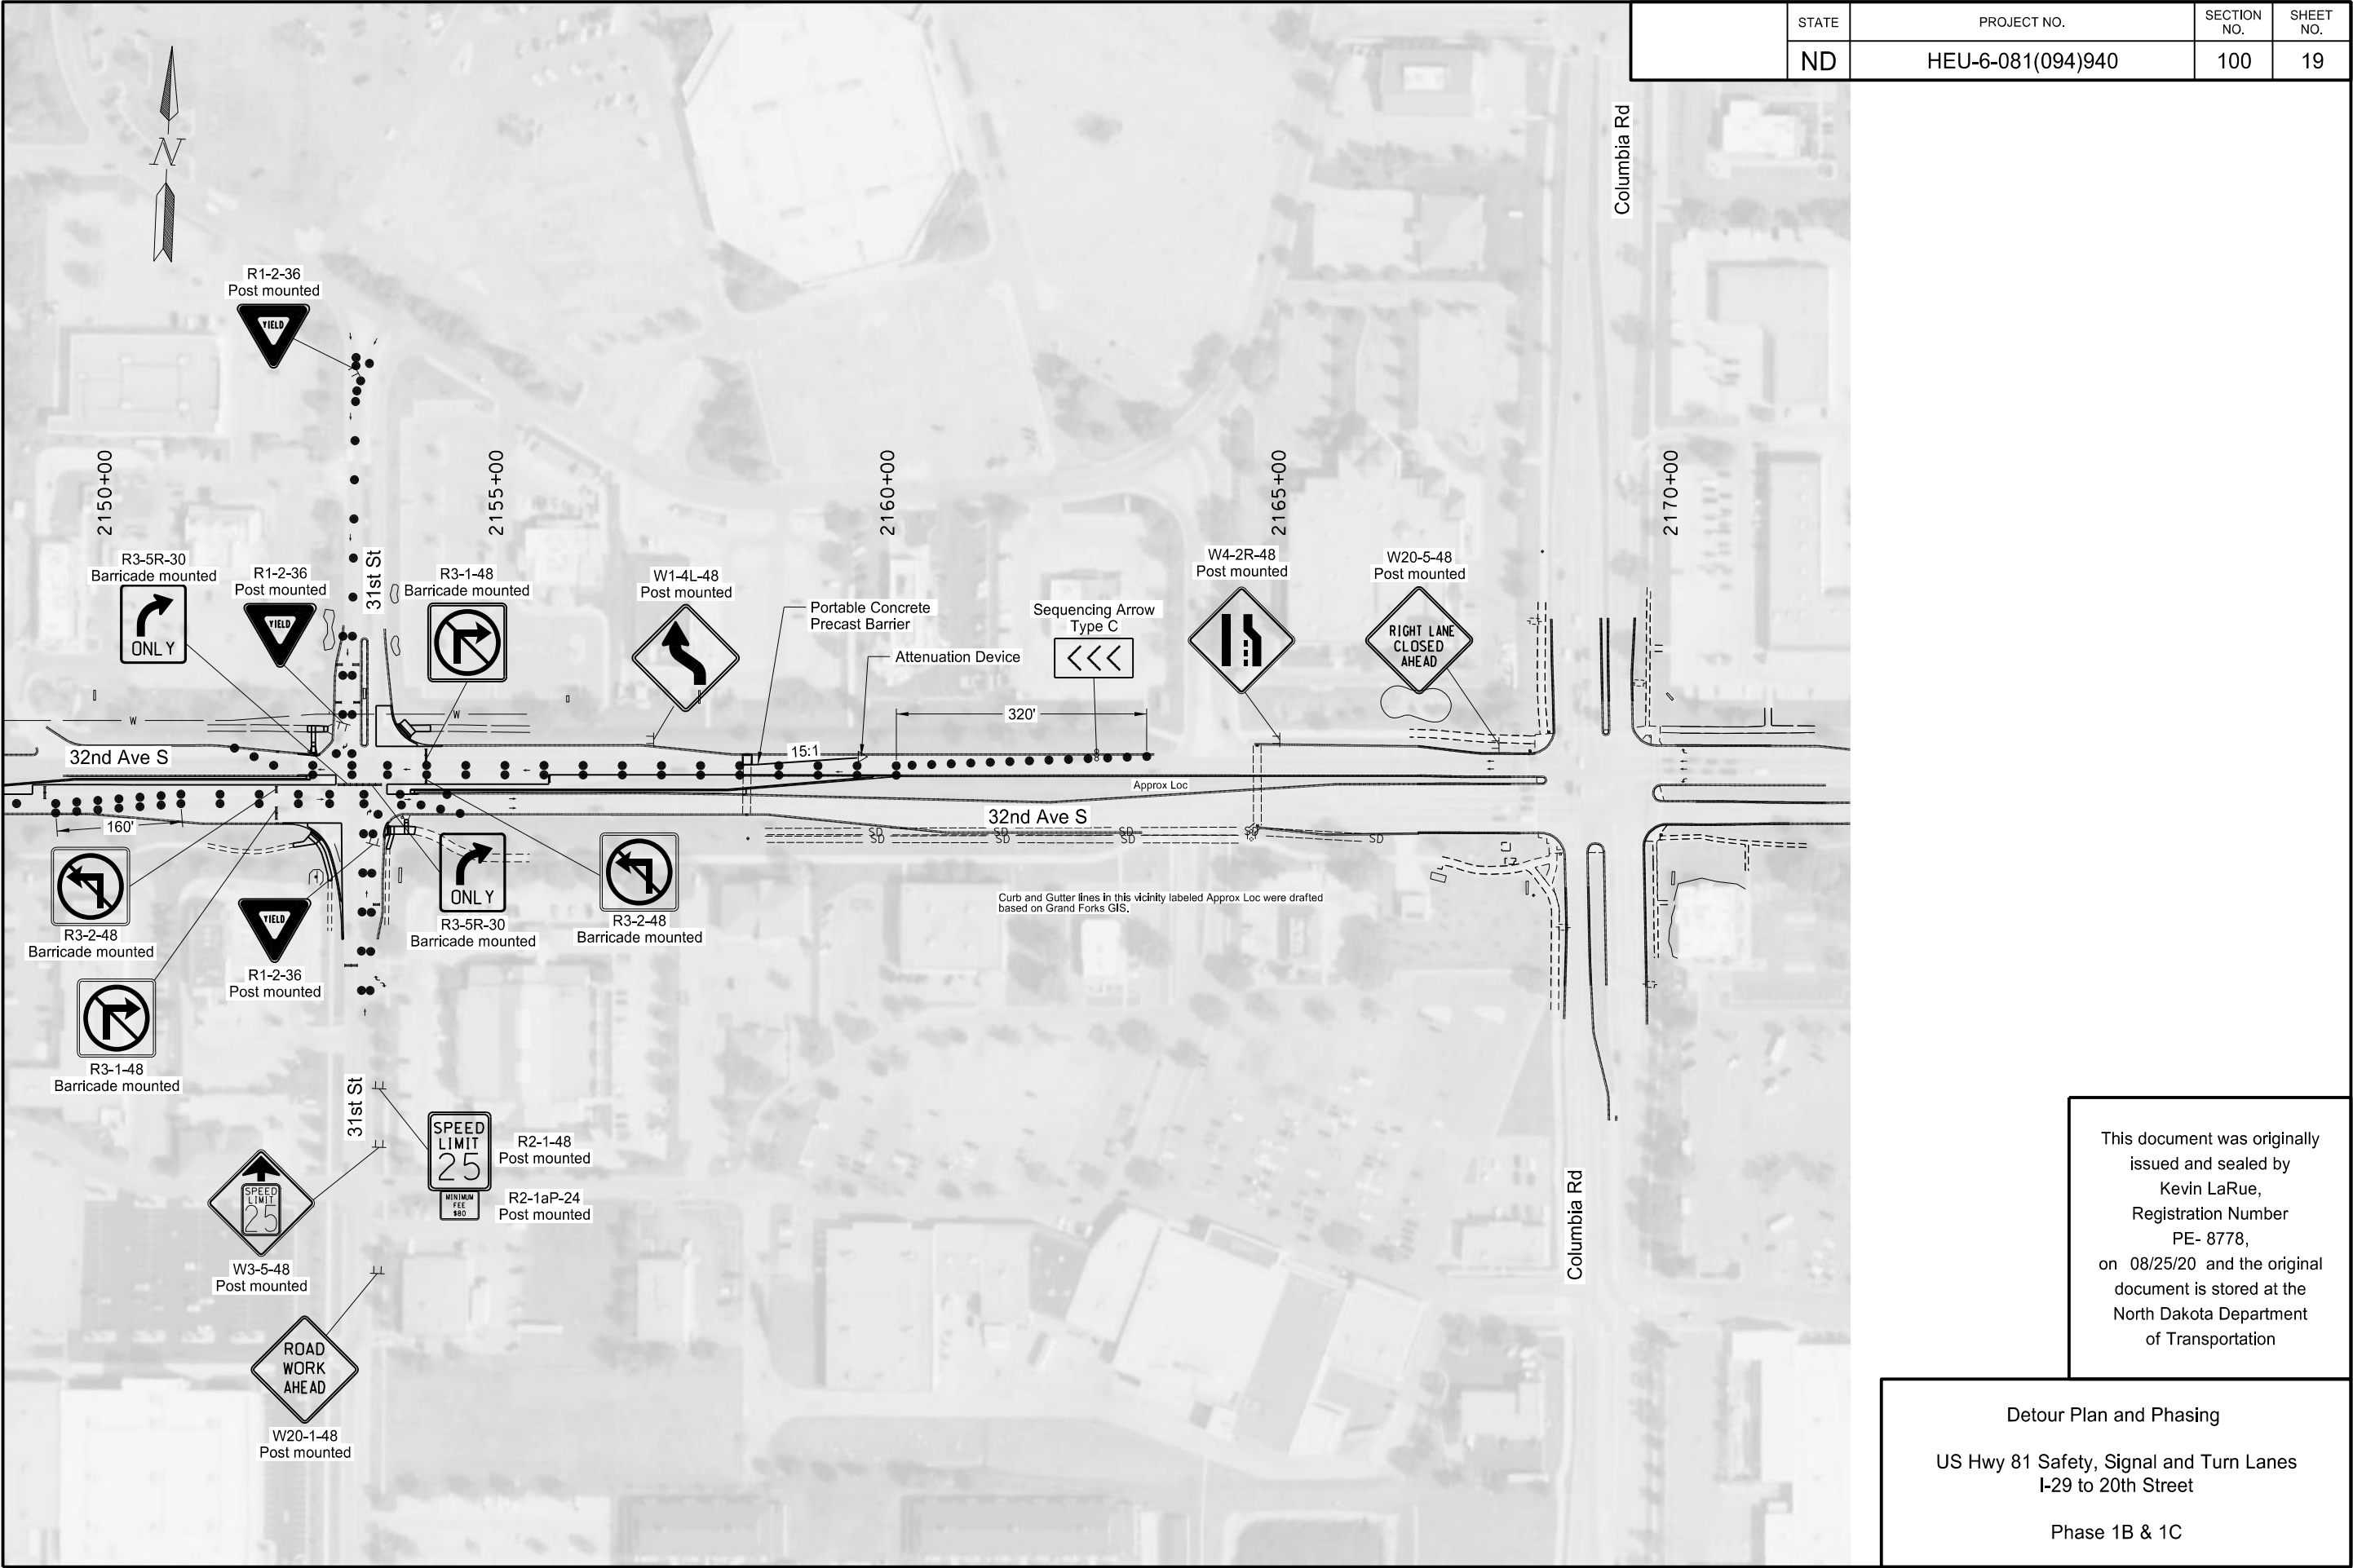 STATE
PROJECT NO.
SECTION
NO.
SHEET
NO.
ND
HEU-6-081(094)940
100
19
N
Columbia Rd
R1-2-36
Post mounted
YIELD
2150+00
2155+00
2160+00
2165+00
2170+00
31st St
R3-5R-30
Barricade mounted
ONLY
R1-2-36
Post mounted
YIELD
R3-1-48
Barricade mounted
W1-4L-48
Post mounted
Portable Concrete
Precast Barrier
Attenuation Device
Sequencing Arrow
Type C
W4-2R-48
Post mounted
W20-5-48
Post mounted
RIGHT LANE
CLOSED
AHEAD
320'
15:1
W
W
32nd Ave S
Approx Loc
32nd Ave S
160'
SD
SD
SD
SD
SD
SD
SD
SD
R3-2-48
Barricade mounted
YIELD
R1-2-36
Post mounted
ONLY
R3-5R-30
Barricade mounted
R3-2-48
Barricade mounted
Curb and Gutter lines in this vicinity labeled Approx Loc were drafted
based on Grand Forks GIS.
R3-1-48
Barricade mounted
31st St
SPEED
LIMIT
25
R2-1-48
Post mounted
MINIMUM
FEE
$80
R2-1aP-24
Post mounted
SPEED
LIMIT
25
W3-5-48
Post mounted
ROAD
WORK
AHEAD
W20-1-48
Post mounted
Columbia Rd
This document was originally
issued and sealed by
Kevin LaRue,
Registration Number
PE- 8778,
on 08/25/20 and the original
document is stored at the
North Dakota Department
of Transportation
Detour Plan and Phasing
US Hwy 81 Safety, Signal and Turn Lanes
I-29 to 20th Street
Phase 1B & 1C